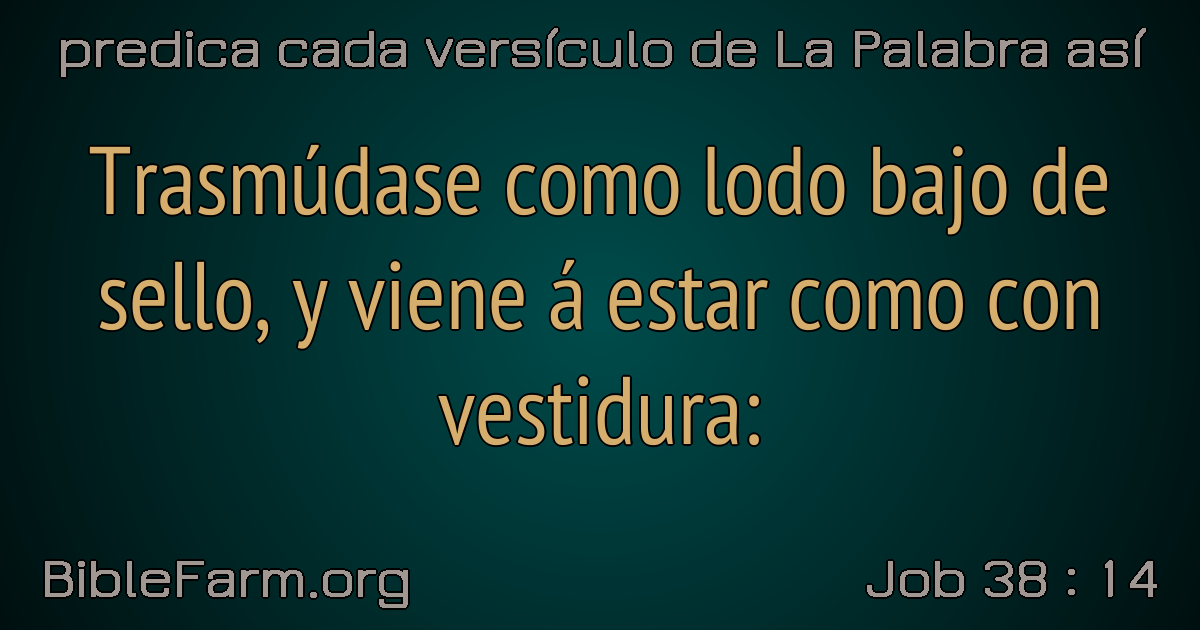 predica cada versículo de La Palabra así
Trasmúdase como lodo bajo de
sello, y viene á estar como con
vestidura:
BibleFarm.org
Job 38 : 14